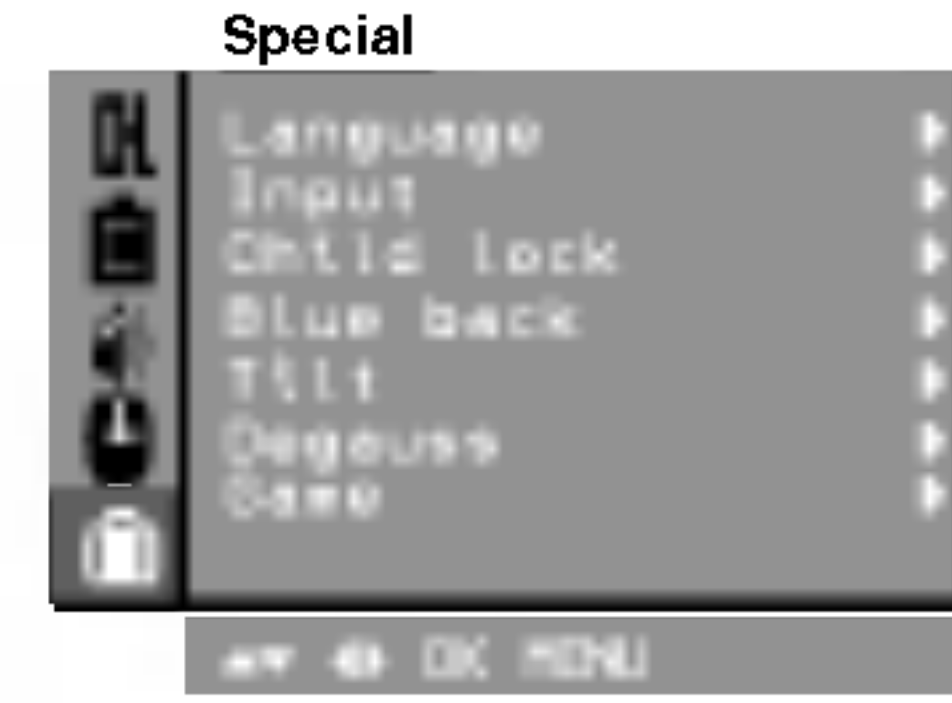 Special
Language
Input
Child lock
Blue back
Tilt
Degauss
Game
OK MENU